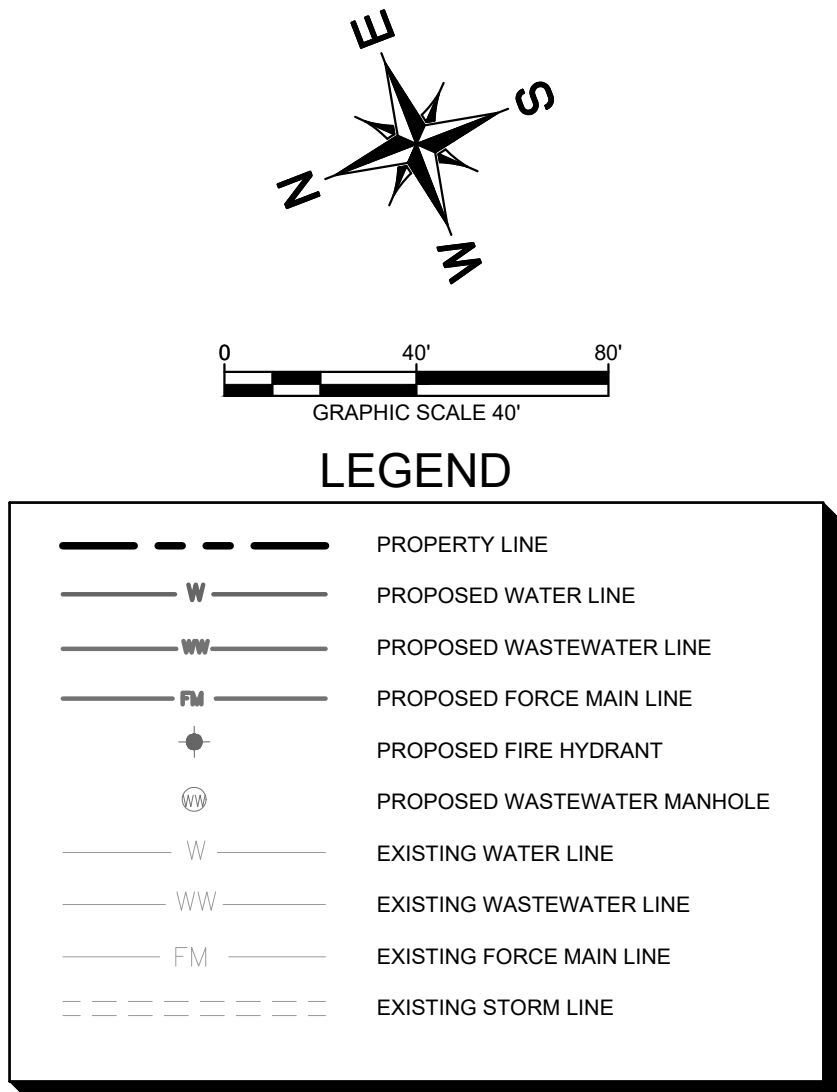 E
S
N
W
0 40' 80'
GRAPHIC SCALE 40'
LEGEND
PROPERTY LINE
W PROPOSED WATER LINE
WW PROPOSED WASTEWATER LINE
FM PROPOSED FORCE MAIN LINE
PROPOSED FIRE HYDRANT
WW PROPOSED WASTEWATER MANHOLE
W EXISTING WATER LINE
WW EXISTING WASTEWATER LINE
FM EXISTING FORCE MAIN LINE
EXISTING STORM LINE